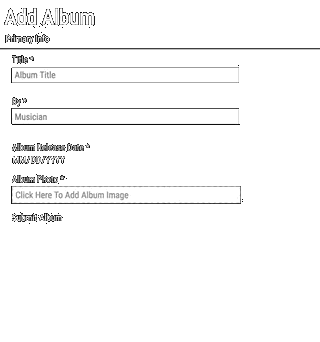 Add Album
Primary Info
Title *
Album Title
By *
Musician
Album Release Date *
MM/DD/YYYY
Album Photo *
Click Here To Add Album Image
Submit Album